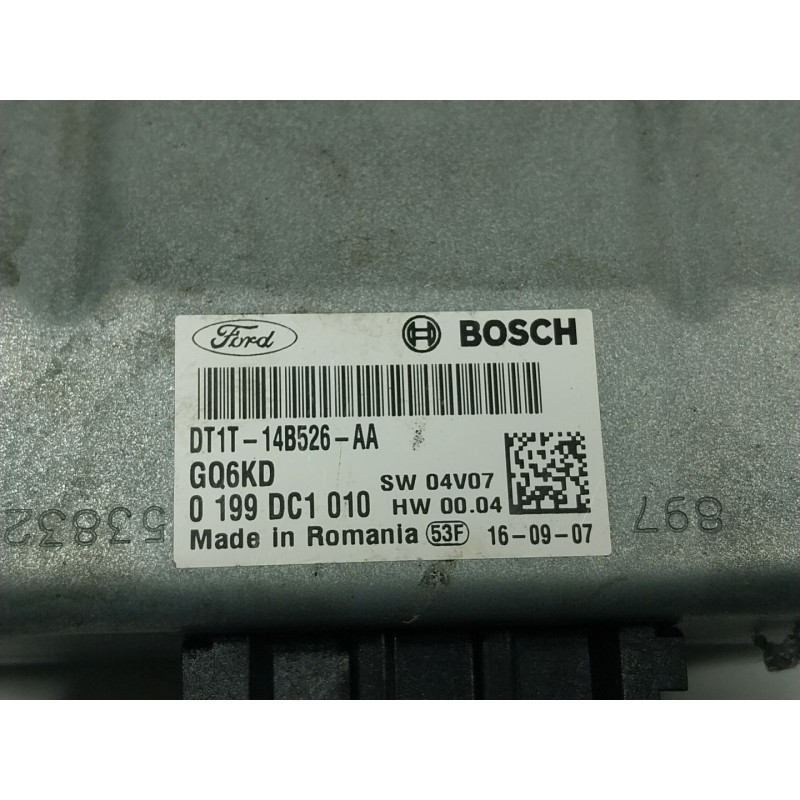 Ford BOSCH
DT1T-14B526-AA
GQ6KD SW 04V07
0 199 DC1 010 HW 00.04
Made in Romania 53F 16-09-07
53832 897